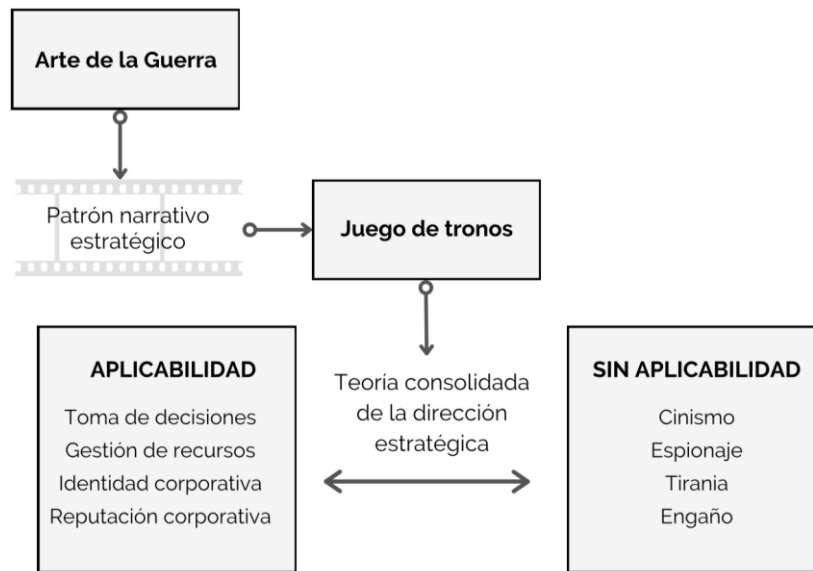 Arte de la Guerra
Patrón narrativo
estratégico
Juego de tronos
Teoría consolidada
de la dirección
estratégica
APLICABILIDAD
Toma de decisiones
Gestión de recursos
Identidad corporativa
Reputación corporativa
SIN APLICABILIDAD
Cinismo
Espionaje
Tirania
Engaño